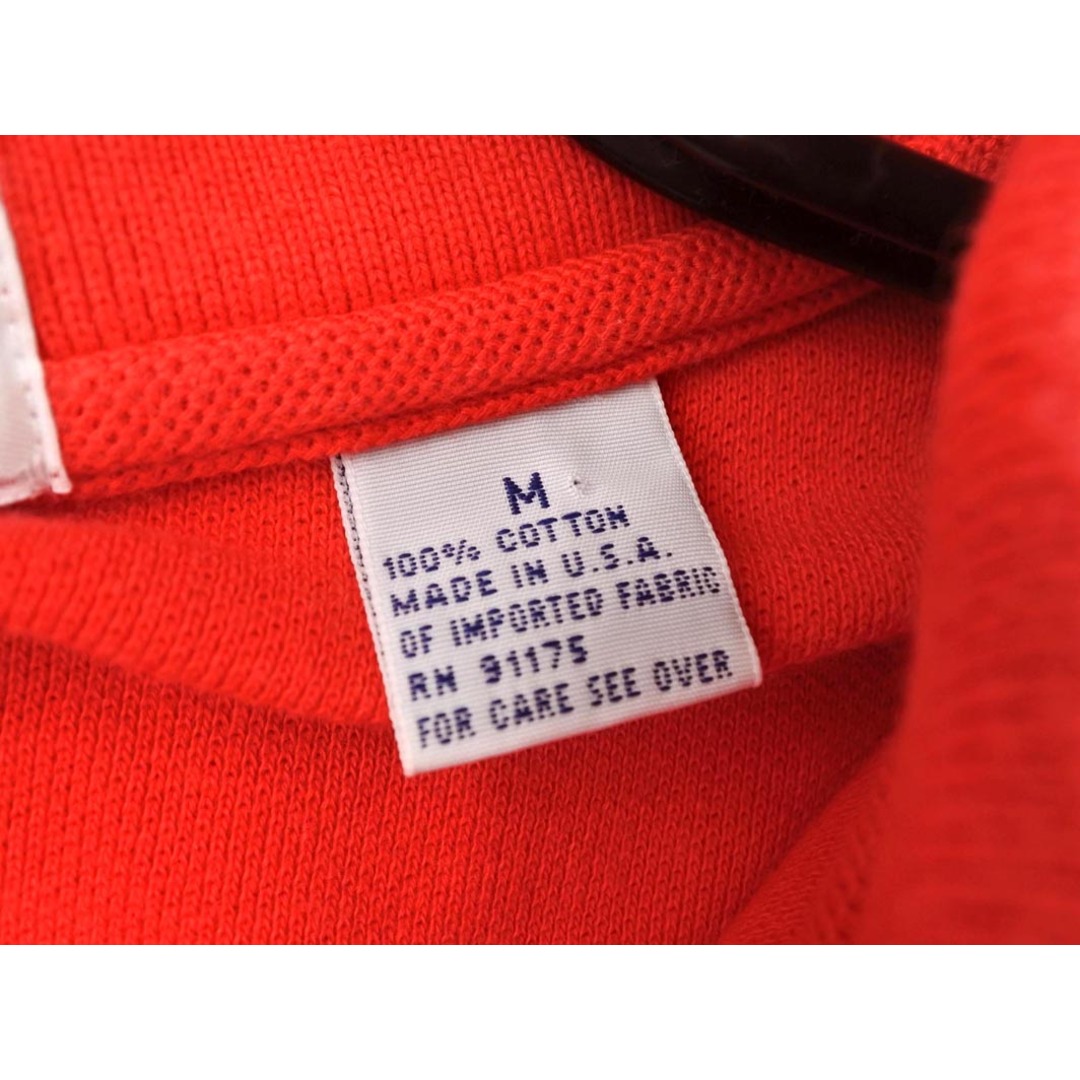 M
100% COTTON
MADE IN U.S.A.
OF IMPORTED FABRIC
RN 91175
FOR CARE SEE OVER